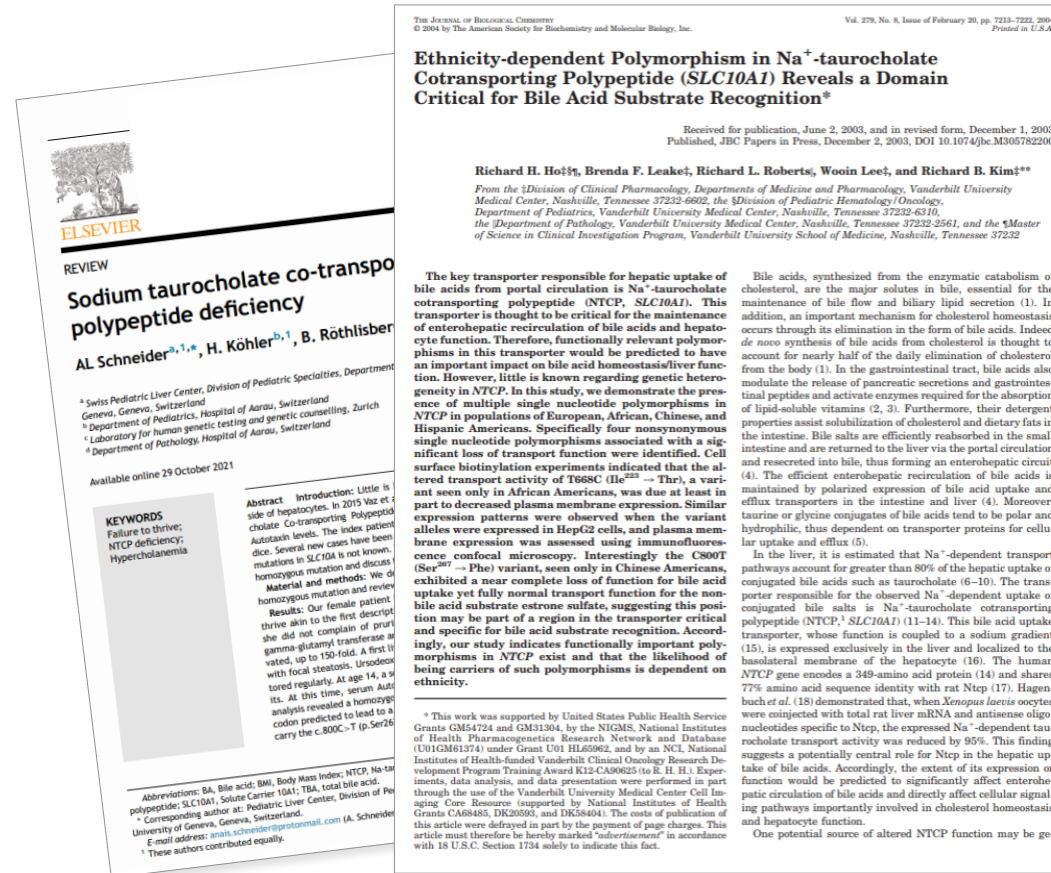 ELSEVIER
REVIEW
Sodium taurocholate co-transpo
polypeptide deficiency
AL Schneider a,1,*, H. Köhler b,1, B. Röthlisber
a Swiss Pediatric Liver Center, Division of Pediatric Specialties, Department
Geneva, Geneva, Switzerland
b Department of Pediatrics, Hospital of Aarau, Switzerland
c Laboratory for human genetic testing and genetic counselling, Zurich
d Department of Pathology, Hospital of Aarau, Switzerland
Available online 29 October 2021
KEYWORDS
Failure to thrive;
NTCP deficiency;
Hypercholanemia
Abstract Introduction: Little is
side of hepatocytes. In 2015 Vaz et a
cholate Co-transporting Polypeptid
Autotaxin levels. The index patient
dice. Several new cases have been
mutations in SLC10A is not known.
homozygous mutation and review
Material and methods: We de
homozygous mutation and review
Results: Our female patient
thrive akin to the first descript
she did not complain of pruri
gamma-glutamyl transferase an
vated, up to 150-fold. A first li
with focal steatosis. Ursodeox
tored regularly. At age 14, a s
its. At this time, serum Auto
analysis revealed a homozygo
codon predicted to lead to a
carry the c.800C>T (p.Ser26
Abbreviations: BA, Bile acid; BMI, Body Mass Index; NTCP, Na-tau
polypeptide; SLC10A1, Solute Carrier 10A1; TBA, total bile acid.
* Corresponding author at: Pediatric Liver Center, Division of Pe
University of Geneva, Geneva, Switzerland.
E-mail address: anais.schneider@protonmail.com (A. Schneider
1 These authors contributed equally.
THE JOURNAL OF BIOLOGICAL CHEMISTRY
© 2004 by The American Society for Biochemistry and Molecular Biology, Inc.
Vol. 279, No. 8, Issue of February 20, pp. 7213–7222, 2004
Printed in U.S.A
Ethnicity-dependent Polymorphism in Na⁺-taurocholate
Cotransporting Polypeptide (SLC10A1) Reveals a Domain
Critical for Bile Acid Substrate Recognition*
Received for publication, June 2, 2003, and in revised form, December 1, 2003
Published, JBC Papers in Press, December 2, 2003, DOI 10.1074/jbc.M305782200
Richard H. Ho‡§¶, Brenda F. Leake‡, Richard L. Roberts‖, Wooin Lee‡, and Richard B. Kim‡**
From the ‡Division of Clinical Pharmacology, Departments of Medicine and Pharmacology, Vanderbilt University
Medical Center, Nashville, Tennessee 37232-6602, the §Division of Pediatric Hematology/Oncology,
Department of Pediatrics, Vanderbilt University Medical Center, Nashville, Tennessee 37232-6310,
the ‖Department of Pathology, Vanderbilt University Medical Center, Nashville, Tennessee 37232-2561, and the ¶Master
of Science in Clinical Investigation Program, Vanderbilt University School of Medicine, Nashville, Tennessee 37232
The key transporter responsible for hepatic uptake of
bile acids from portal circulation is Na⁺-taurocholate
cotransporting polypeptide (NTCP, SLC10A1). This
transporter is thought to be critical for the maintenance
of enterohepatic recirculation of bile acids and hepato-
cyte function. Therefore, functionally relevant polymor-
phisms in this transporter would be predicted to have
an important impact on bile acid homeostasis/liver func-
tion. However, little is known regarding genetic hetero-
geneity in NTCP. In this study, we demonstrate the pres-
ence of multiple single nucleotide polymorphisms in
NTCP in populations of European, African, Chinese, and
Hispanic Americans. Specifically four nonsynonymous
single nucleotide polymorphisms associated with a sig-
nificant loss of transport function were identified. Cell
surface biotinylation experiments indicated that the al-
tered transport activity of T668C (Ile²²³ → Thr), a vari-
ant seen only in African Americans, was due at least in
part to decreased plasma membrane expression. Similar
expression patterns were observed when the variant
alleles were expressed in HepG2 cells, and plasma mem-
brane expression was assessed using immunofluores-
cence confocal microscopy. Interestingly the C800T
(Ser²⁶⁷ → Phe) variant, seen only in Chinese Americans,
exhibited a near complete loss of function for bile acid
uptake yet fully normal transport function for the non-
bile acid substrate estrone sulfate, suggesting this posi-
tion may be part of a region in the transporter critical
and specific for bile acid substrate recognition. Accord-
ingly, our study indicates functionally important poly-
morphisms in NTCP exist and that the likelihood of
being carriers of such polymorphisms is dependent on
ethnicity.
* This work was supported by United States Public Health Service
Grants GM54724 and GM31304, by the NIGMS, National Institutes
of Health Pharmacogenetics Research Network and Database
(U01GM61374) under Grant U01 HL65962, and by an NCI, National
Institutes of Health-funded Vanderbilt Clinical Oncology Research De-
velopment Program Training Award K12-CA90625 (to R. H. H.). Exper-
iments, data analysis, and data presentation were performed in part
through the use of the Vanderbilt University Medical Center Cell Im-
aging Core Resource (supported by National Institutes of Health
Grants CA68485, DK20593, and DK58404). The costs of publication of
this article were defrayed in part by the payment of page charges. This
article must therefore be hereby marked "advertisement" in accordance
with 18 U.S.C. Section 1734 solely to indicate this fact.
Bile acids, synthesized from the enzymatic catabolism of
cholesterol, are the major solutes in bile, essential for the
maintenance of bile flow and biliary lipid secretion (1). In
addition, an important mechanism for cholesterol homeostasis
occurs through its elimination in the form of bile acids. Indeed
de novo synthesis of bile acids from cholesterol is thought to
account for nearly half of the daily elimination of cholesterol
from the body (1). In the gastrointestinal tract, bile acids also
modulate the release of pancreatic secretions and gastrointes-
tinal peptides and activate enzymes required for the absorption
of lipid-soluble vitamins (2, 3). Furthermore, their detergent
properties assist solubilization of cholesterol and dietary fats in
the intestine. Bile salts are efficiently reabsorbed in the small
intestine and are returned to the liver via the portal circulation
and resecreted into bile, thus forming an enterohepatic circuit
(4). The efficient enterohepatic recirculation of bile acids is
maintained by polarized expression of bile acid uptake and
efflux transporters in the intestine and liver (4). Moreover
taurine or glycine conjugates of bile acids tend to be polar and
hydrophilic, thus dependent on transporter proteins for cellu-
lar uptake and efflux (5).
In the liver, it is estimated that Na⁺-dependent transport
pathways account for greater than 80% of the hepatic uptake of
conjugated bile acids such as taurocholate (6–10). The trans-
porter responsible for the observed Na⁺-dependent uptake of
conjugated bile salts is Na⁺-taurocholate cotransporting
polypeptide (NTCP,¹ SLC10A1) (11–14). This bile acid uptake
transporter, whose function is coupled to a sodium gradient
(15), is expressed exclusively in the liver and localized to the
basolateral membrane of the hepatocyte (16). The human
NTCP gene encodes a 349-amino acid protein (14) and shares
77% amino acid sequence identity with rat Ntcp (17). Hagen-
buch et al. (18) demonstrated that, when Xenopus laevis oocytes
were coinjected with total rat liver mRNA and antisense oligo-
nucleotides specific to Ntcp, the expressed Na⁺-dependent tau-
rocholate transport activity was reduced by 95%. This finding
suggests a potentially central role for Ntcp in the hepatic up-
take of bile acids. Accordingly, the extent of its expression or
function would be predicted to significantly affect enterohe-
patic circulation of bile acids and directly affect cellular signal-
ing pathways importantly involved in cholesterol homeostasis
and hepatocyte function.
One potential source of altered NTCP function may be ge-